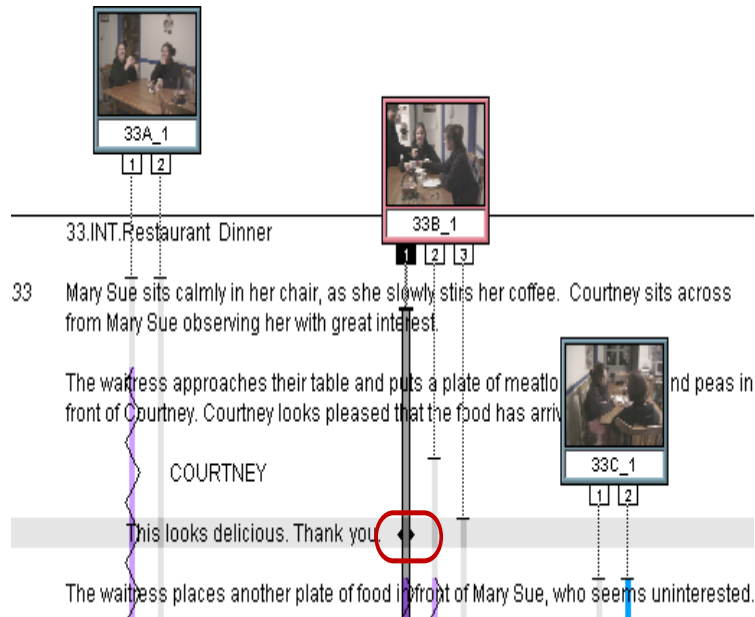 33A_1
1 2
33B_1
33.INT.Restaurant Dinner
1 2 3
33 Mary Sue sits calmly in her chair, as she slowly stirs her coffee. Courtney sits across
from Mary Sue observing her with great interest.
The waitress approaches their table and puts a plate of meatlo nd peas in
front of Courtney. Courtney looks pleased that the food has arriv
33C_1
COURTNEY
1 2
This looks delicious. Thank you.
The waitress places another plate of food in front of Mary Sue, who seems uninterested.